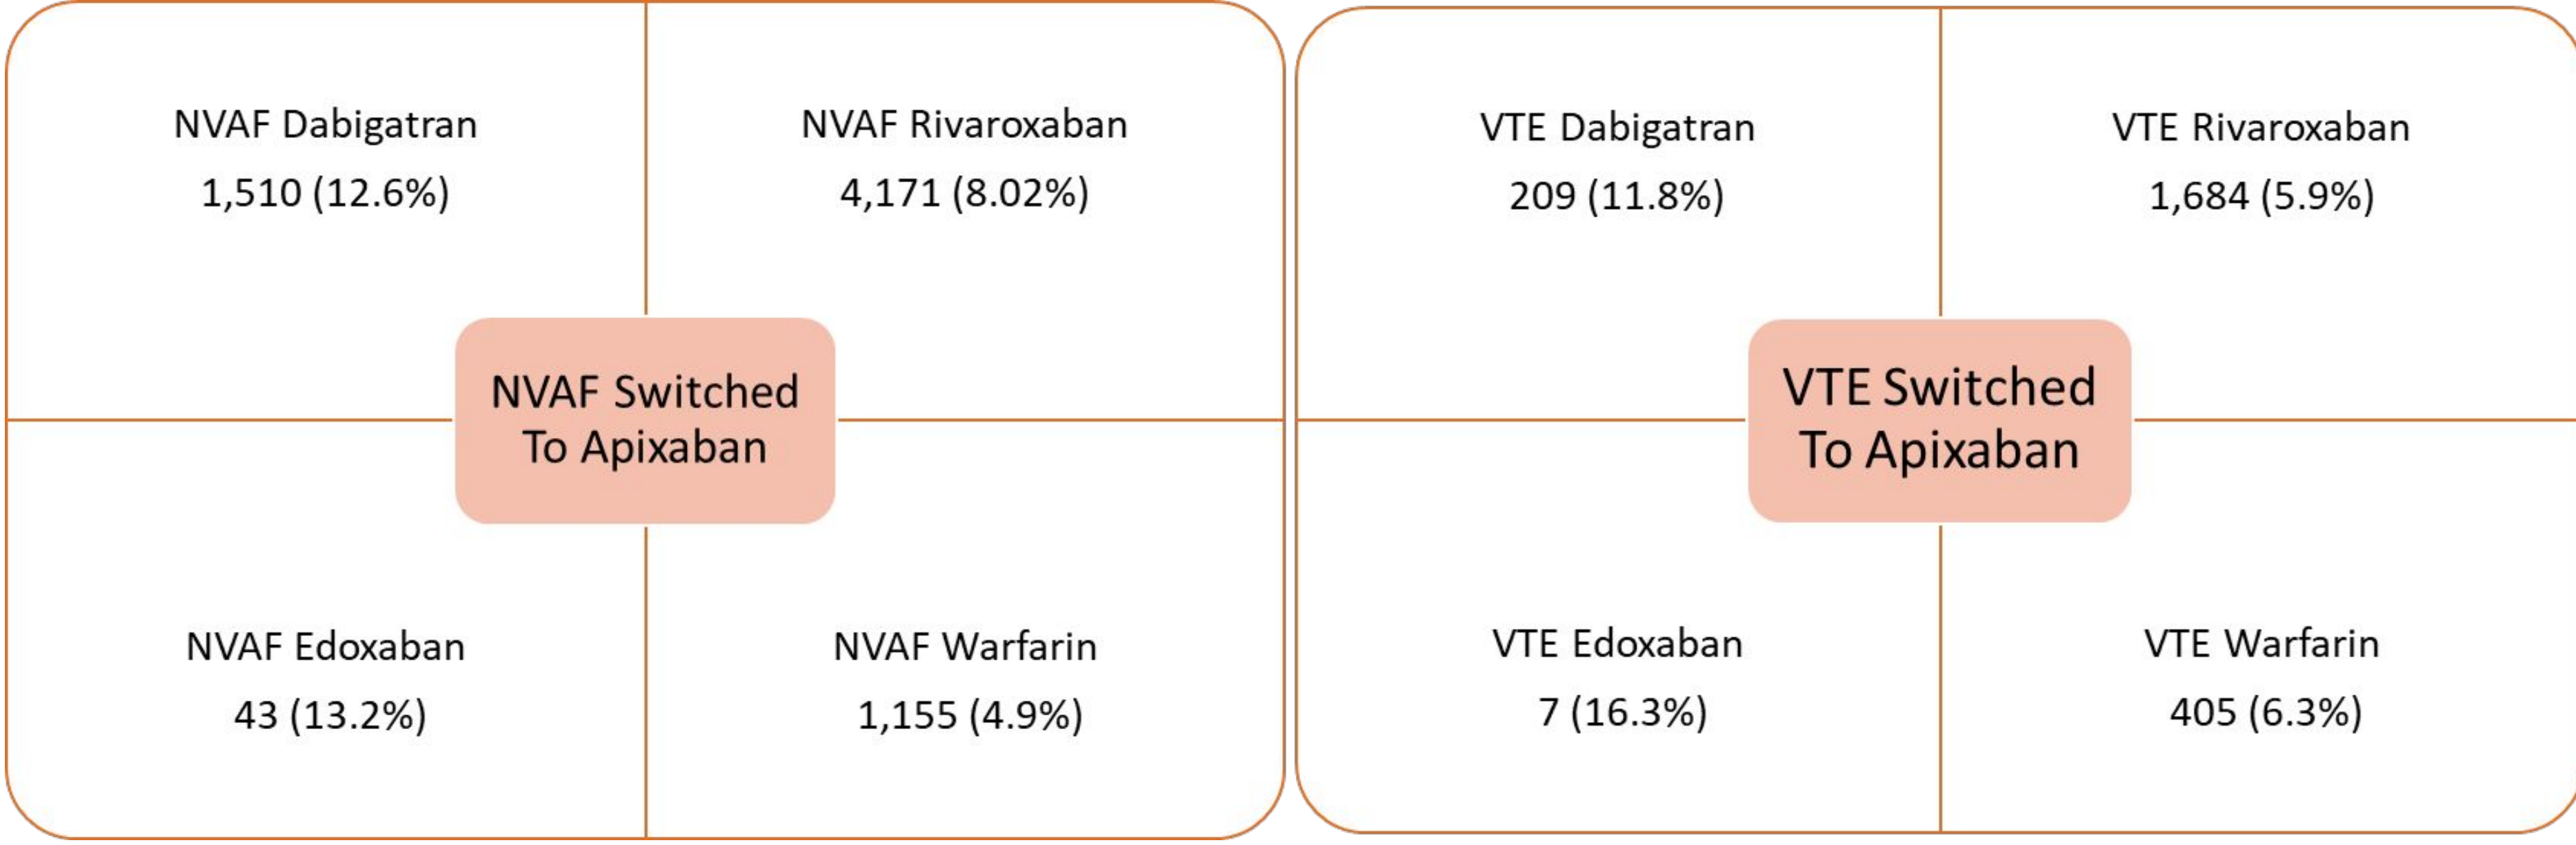 NVAF Dabigatran
1,510 (12.6%)
NVAF Rivaroxaban
4,171 (8.02%)
NVAF Switched
To Apixaban
NVAF Edoxaban
43 (13.2%)
NVAF Warfarin
1,155 (4.9%)
VTE Dabigatran
209 (11.8%)
VTE Rivaroxaban
1,684 (5.9%)
VTE Switched
To Apixaban
VTE Edoxaban
7 (16.3%)
VTE Warfarin
405 (6.3%)